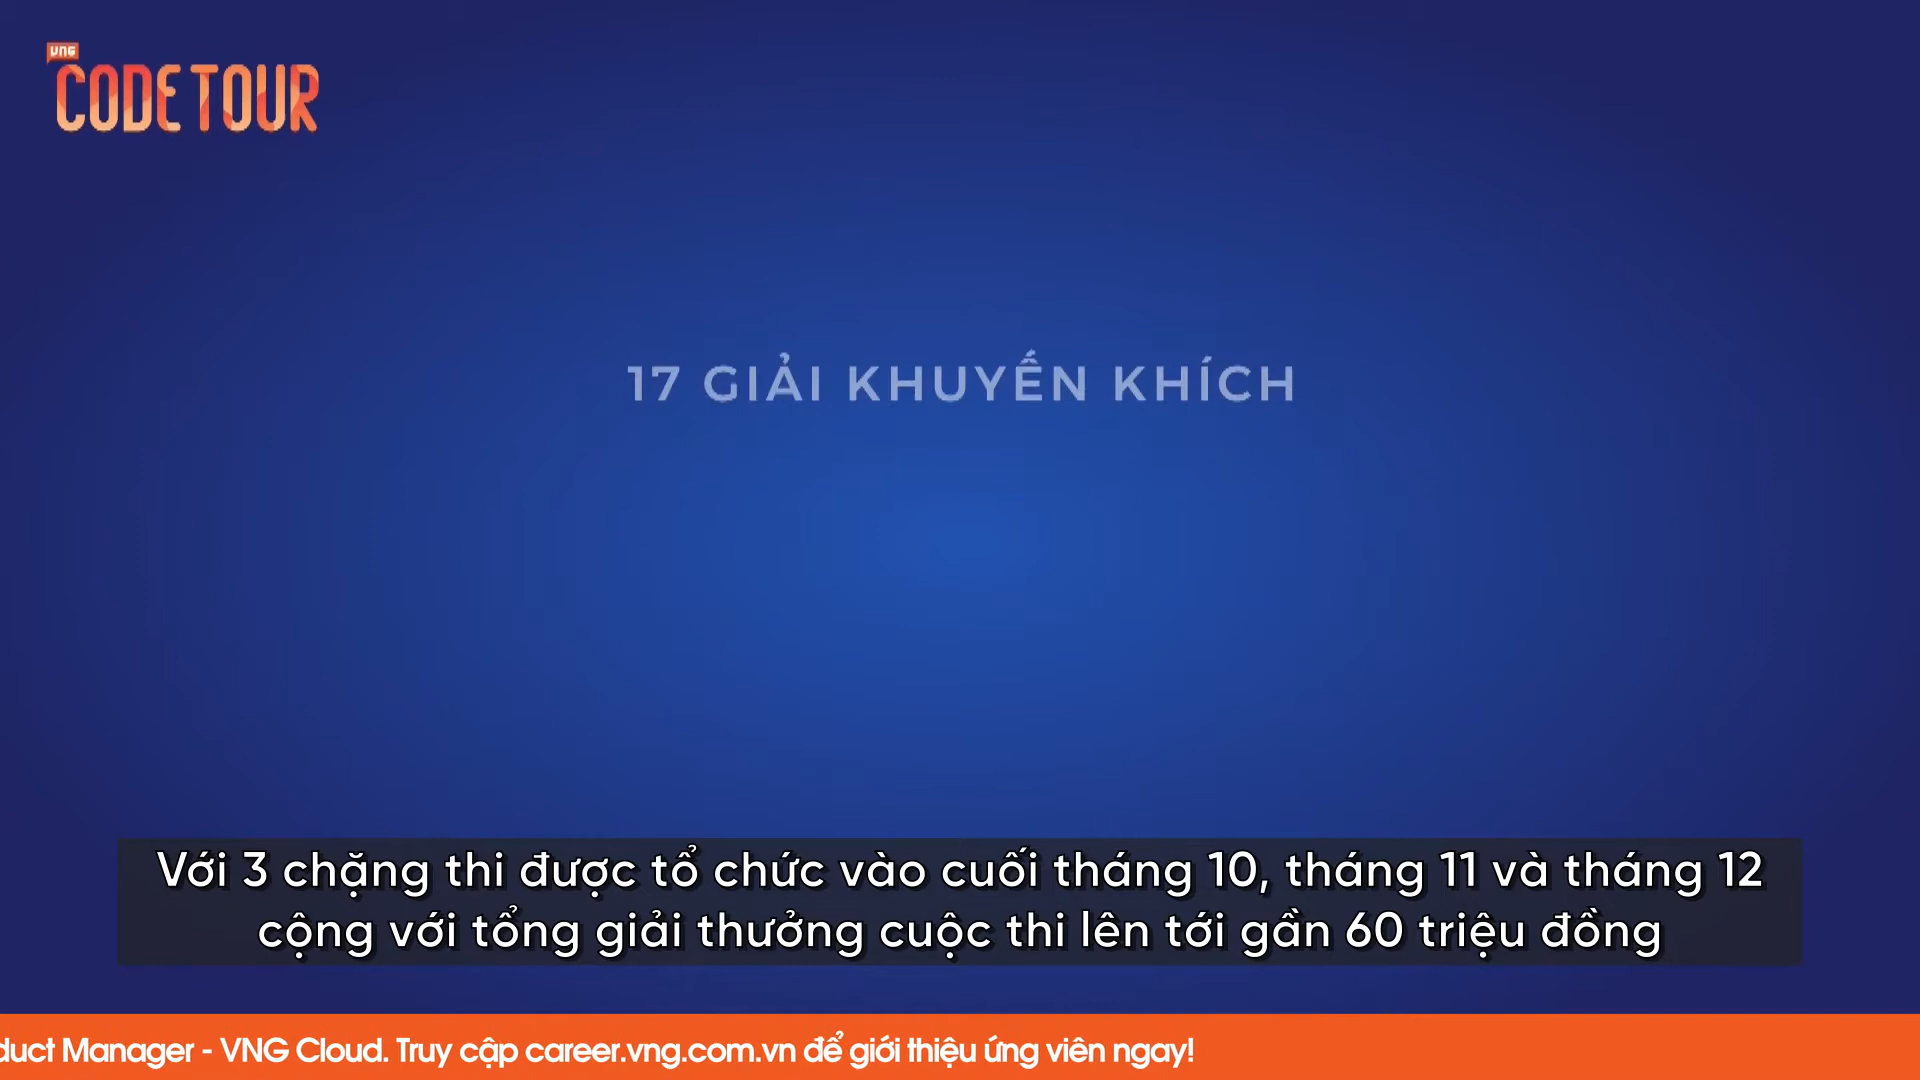 VNG
CODE TOUR
17 GIẢI KHUYẾN KHÍCH
Với 3 chặng thi được tổ chức vào cuối tháng 10, tháng 11 và tháng 12
cộng với tổng giải thưởng cuộc thi lên tới gần 60 triệu đồng
duct Manager - VNG Cloud. Truy cập career.vng.com.vn để giới thiệu ứng viên ngay!